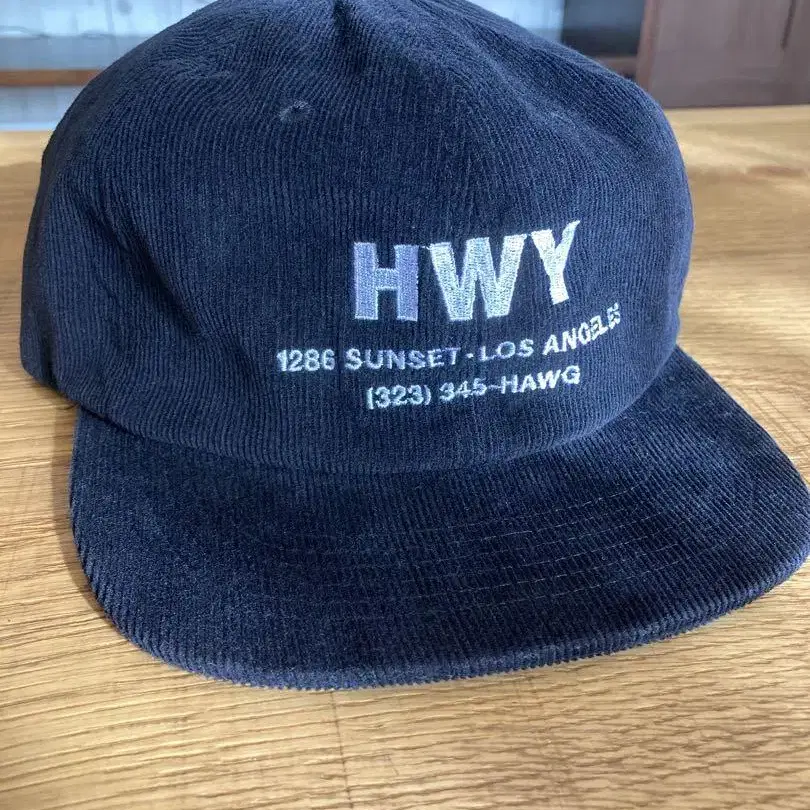 HWY
1286 SUNSET - LOS ANGELES
(323) 345-HAWG